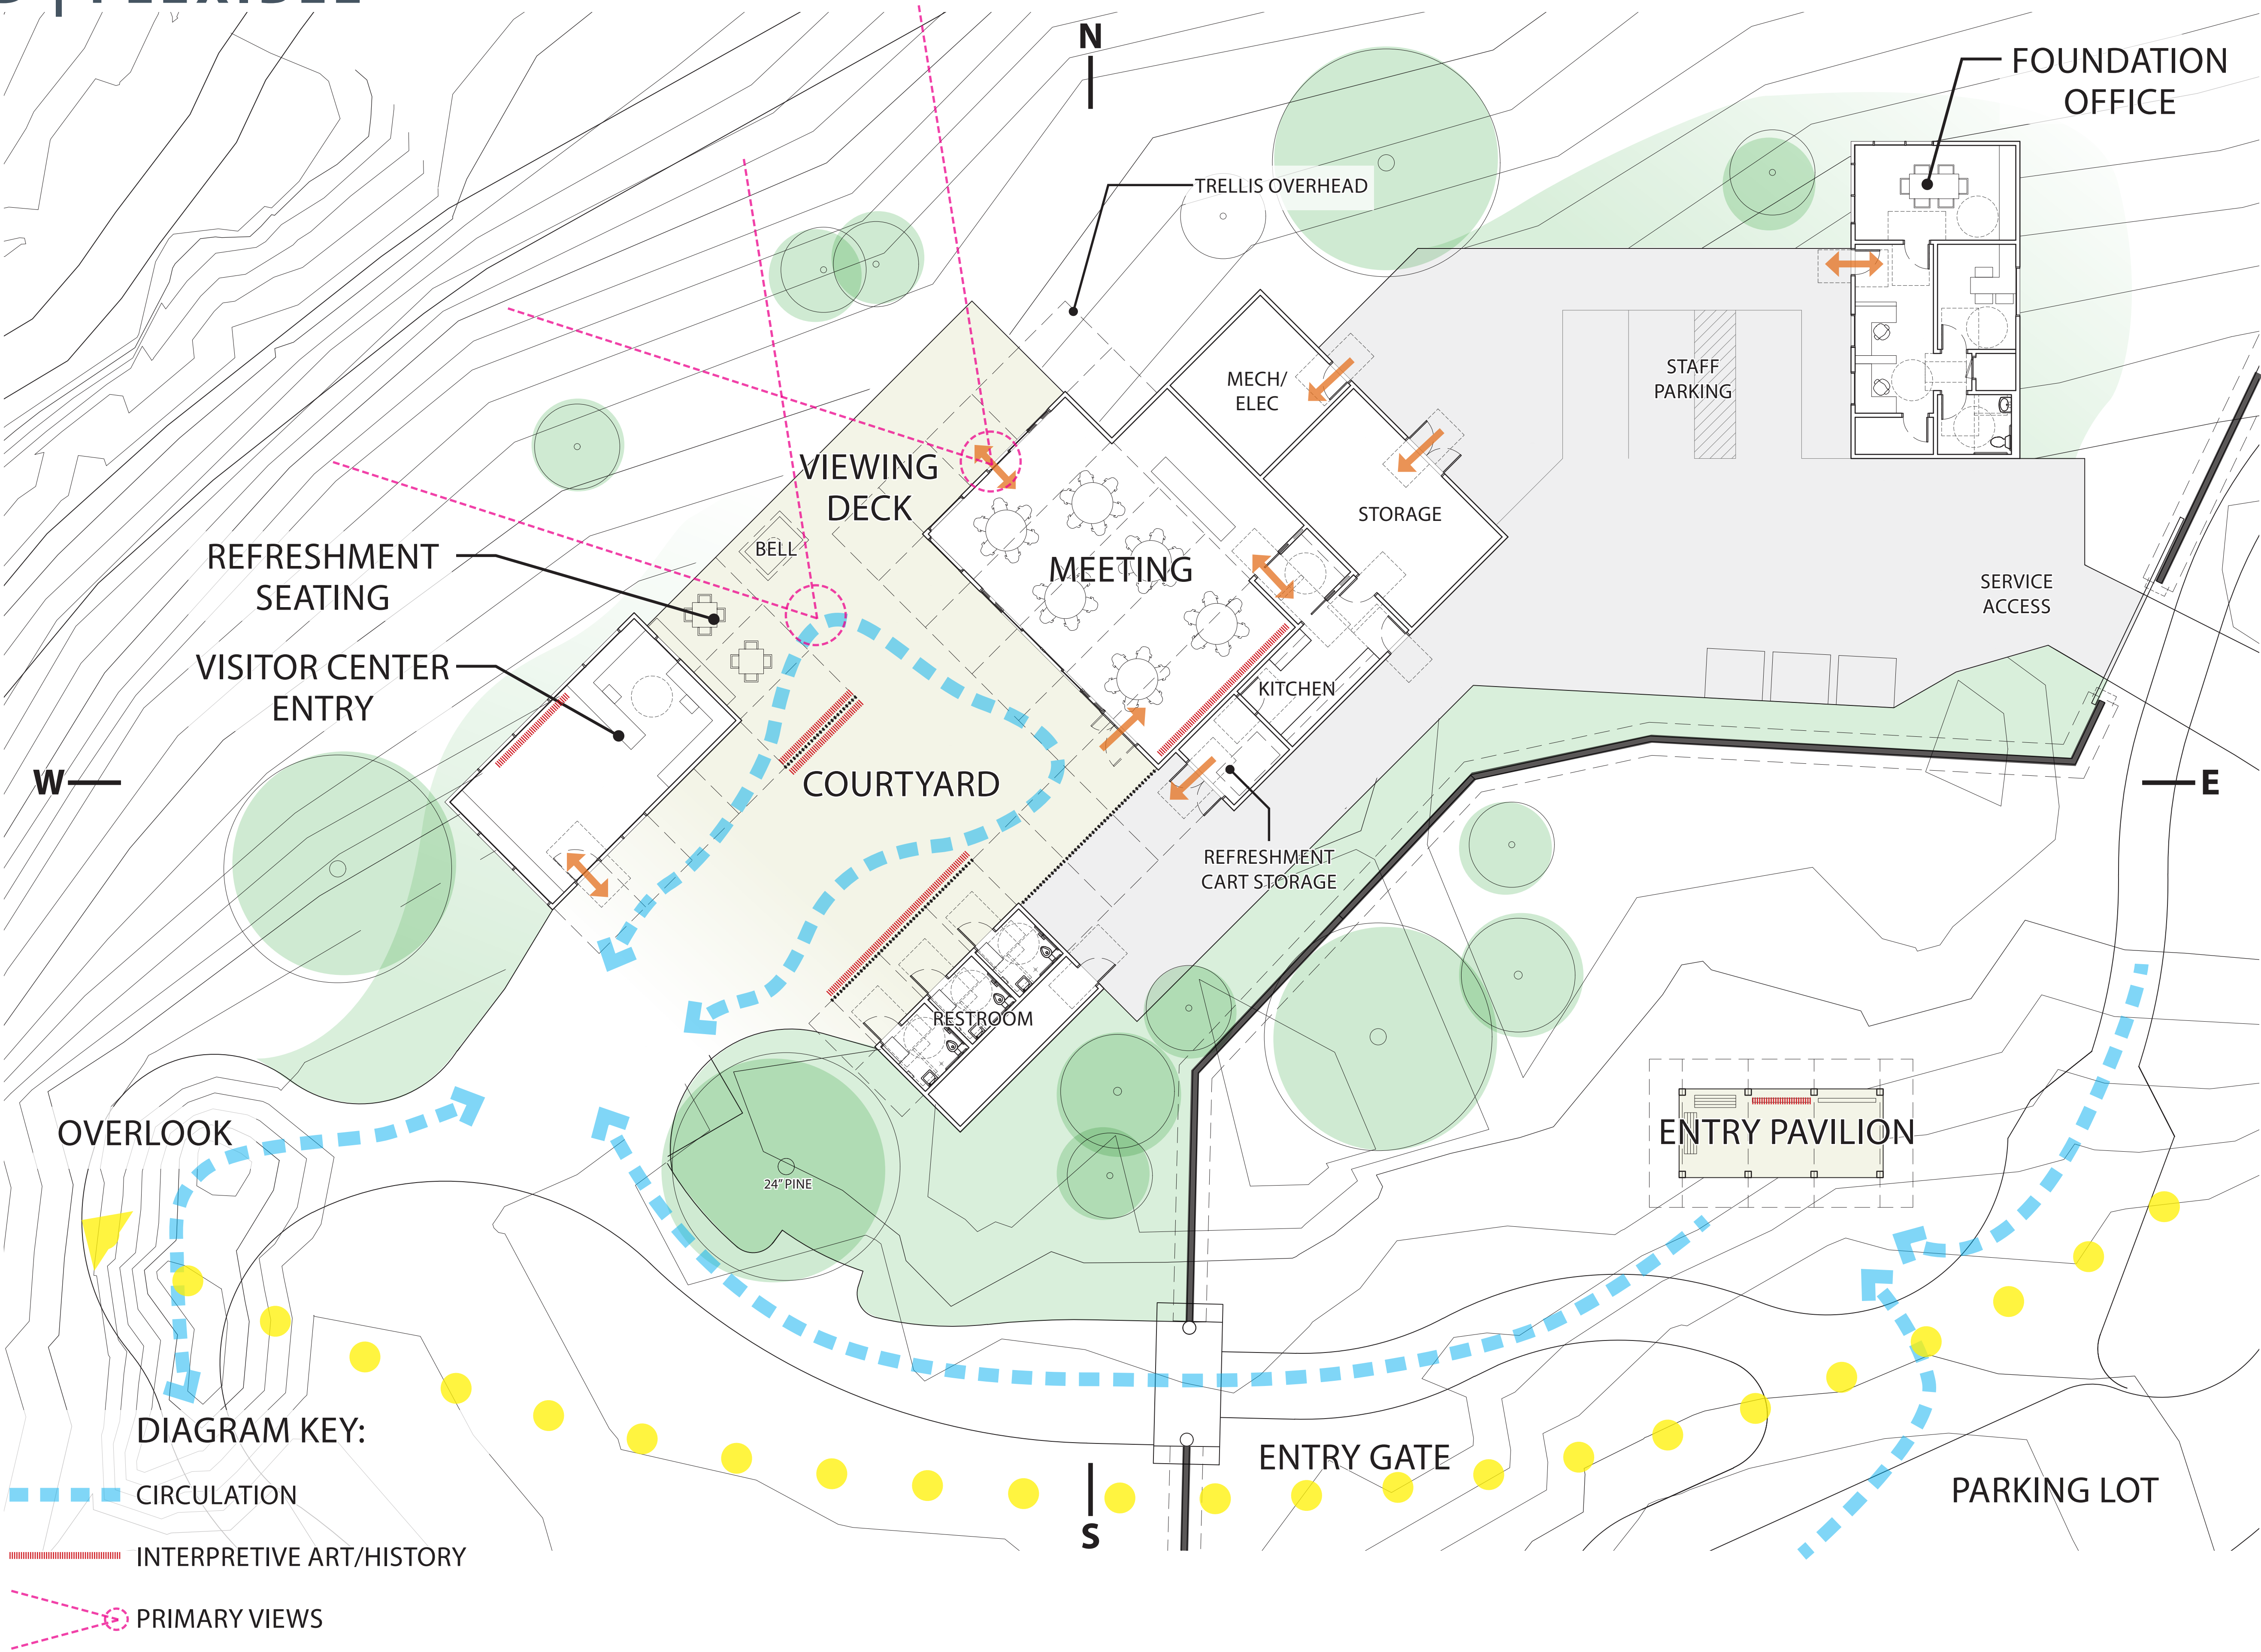 | FLEXIBLE
N
FOUNDATION
OFFICE
TRELLIS OVERHEAD
MECH/
ELEC
STAFF
PARKING
VIEWING
DECK
STORAGE
BELL
REFRESHMENT
SEATING
MEETING
SERVICE
ACCESS
VISITOR CENTER
ENTRY
KITCHEN
W
COURTYARD
E
REFRESHMENT
CART STORAGE
RESTROOM
OVERLOOK
ENTRY PAVILION
24" PINE
DIAGRAM KEY:
ENTRY GATE
PARKING LOT
CIRCULATION
S
INTERPRETIVE ART/HISTORY
PRIMARY VIEWS